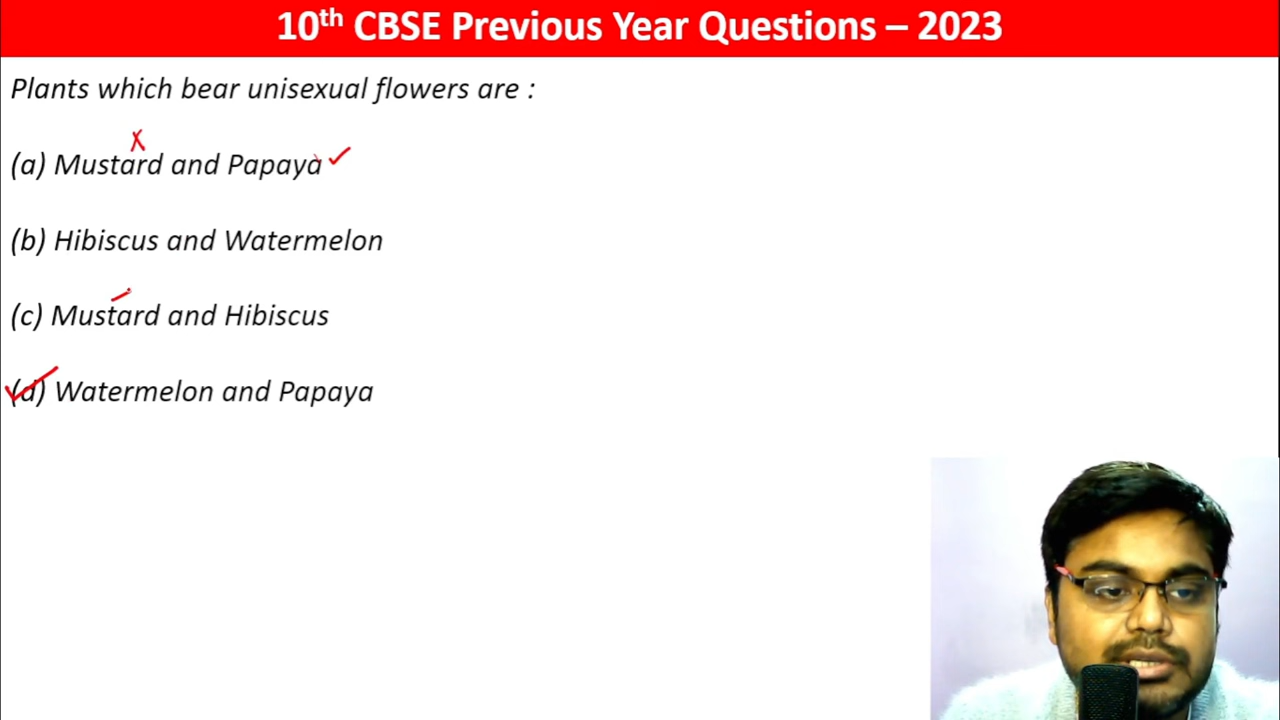 10th CBSE Previous Year Questions – 2023
Plants which bear unisexual flowers are :
(a) Mustard and Papaya
(b) Hibiscus and Watermelon
(c) Mustard and Hibiscus
(d) Watermelon and Papaya